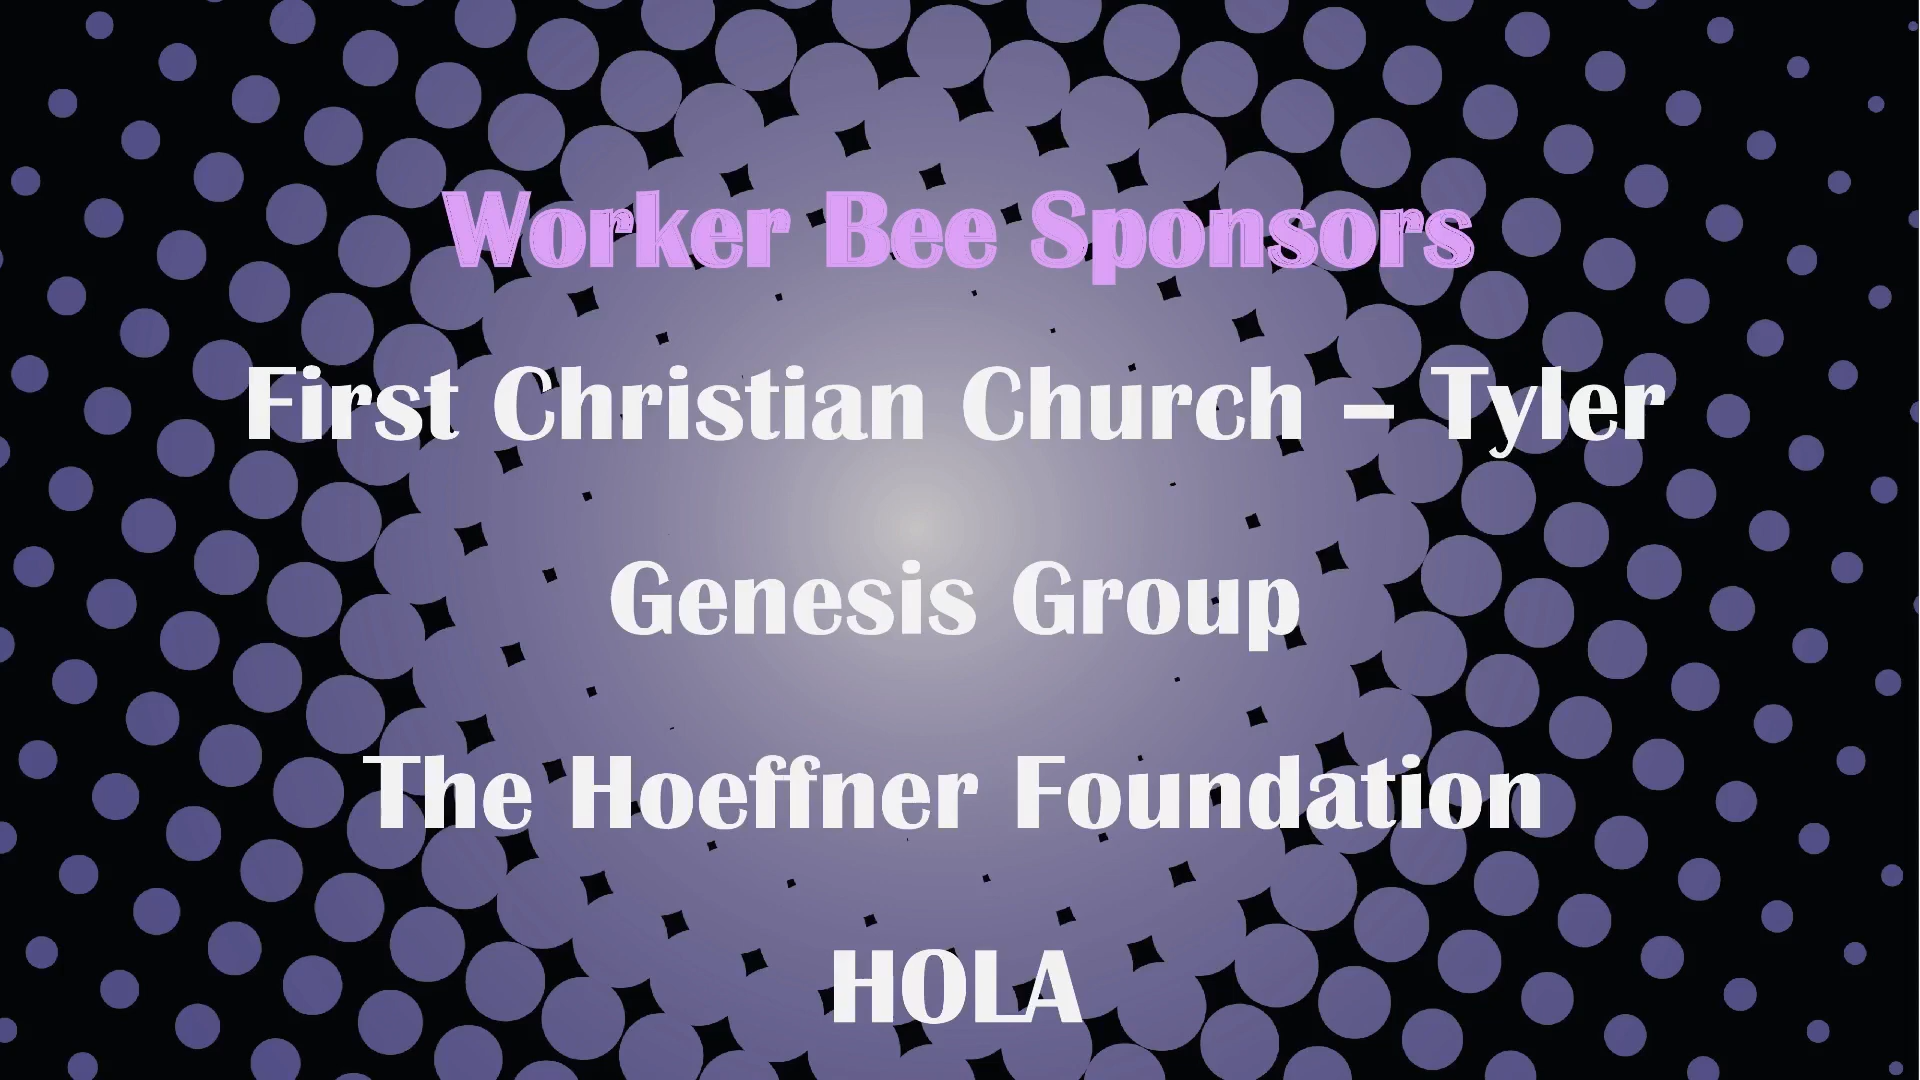 Worker Bee Sponsors
First Christian Church – Tyler
Genesis Group
The Hoeffner Foundation
HOLA